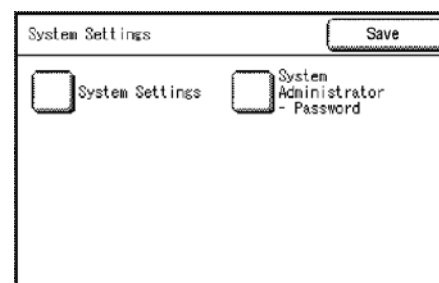 System Settings
Save
System Settings
System
Administrator
- Password